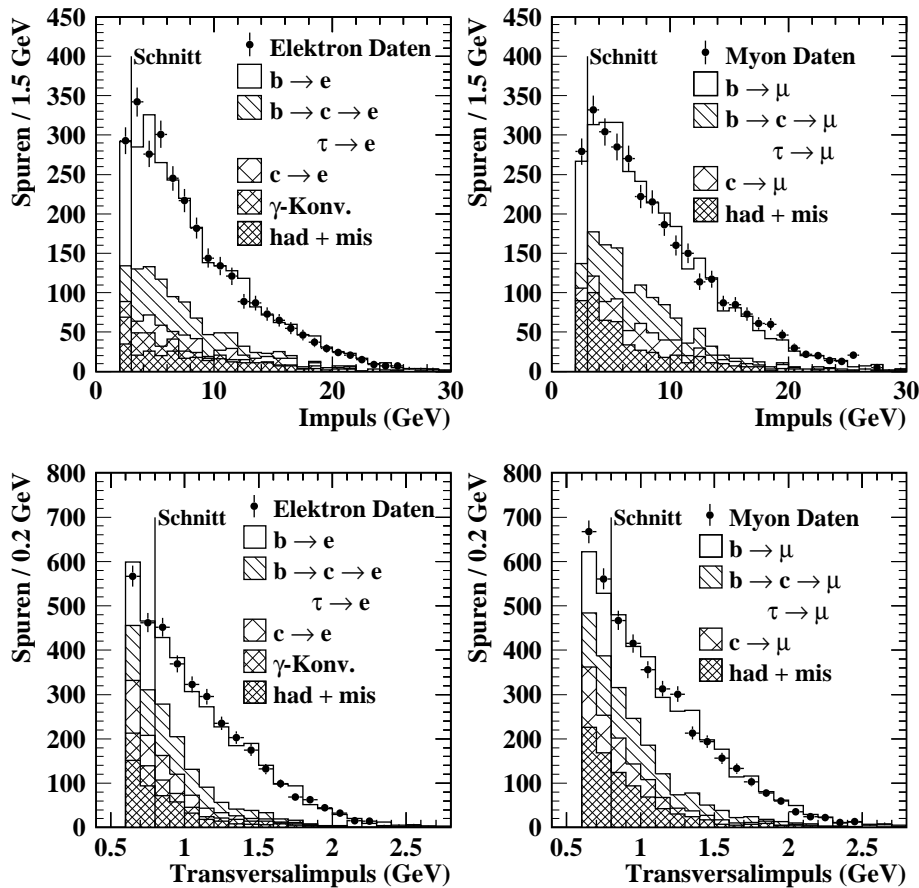 Spuren / 1.5 GeV
450
400
350
300
250
200
150
100
50
0
Schnitt
Elektron Daten
b → e
b → c → e
τ → e
c → e
γ-Konv.
had + mis
0 10 20 30
Impuls (GeV)
Spuren / 1.5 GeV
450
400
350
300
250
200
150
100
50
0
Schnitt
Myon Daten
b → μ
b → c → μ
τ → μ
c → μ
had + mis
0 10 20 30
Impuls (GeV)
Spuren / 0.2 GeV
800
700
600
500
400
300
200
100
0
Schnitt
Elektron Daten
b → e
b → c → e
τ → e
c → e
γ-Konv.
had + mis
0.5 1 1.5 2 2.5
Transversalimpuls (GeV)
Spuren / 0.2 GeV
800
700
600
500
400
300
200
100
0
Schnitt
Myon Daten
b → μ
b → c → μ
τ → μ
c → μ
had + mis
0.5 1 1.5 2 2.5
Transversalimpuls (GeV)